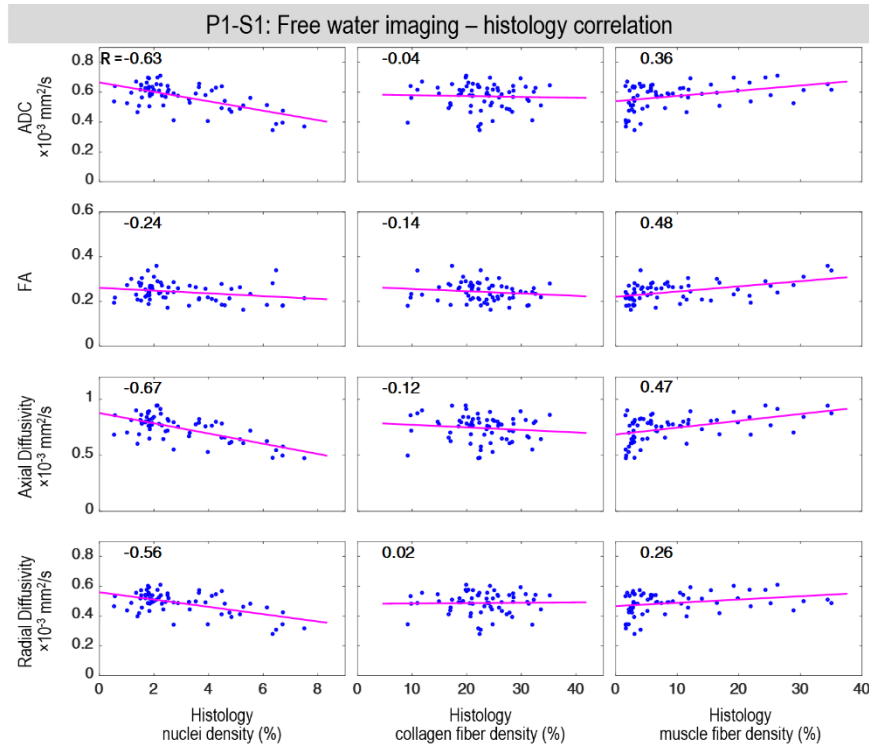 P1-S1: Free water imaging – histology correlation
R =-0.63
-0.04
0.36
0.8
0.6
0.4
0.2
0
ADC
×10-3 mm2/s
-0.24
-0.14
0.48
0.6
0.4
0.2
0
FA
-0.67
-0.12
0.47
1
0.5
0
Axial Diffusivity
×10-3 mm2/s
-0.56
0.02
0.26
0.8
0.6
0.4
0.2
0
Radial Diffusivity
×10-3 mm2/s
0 2 4 6 8
0 10 20 30 40
0 10 20 30 40
Histology
nuclei density (%)
Histology
collagen fiber density (%)
Histology
muscle fiber density (%)